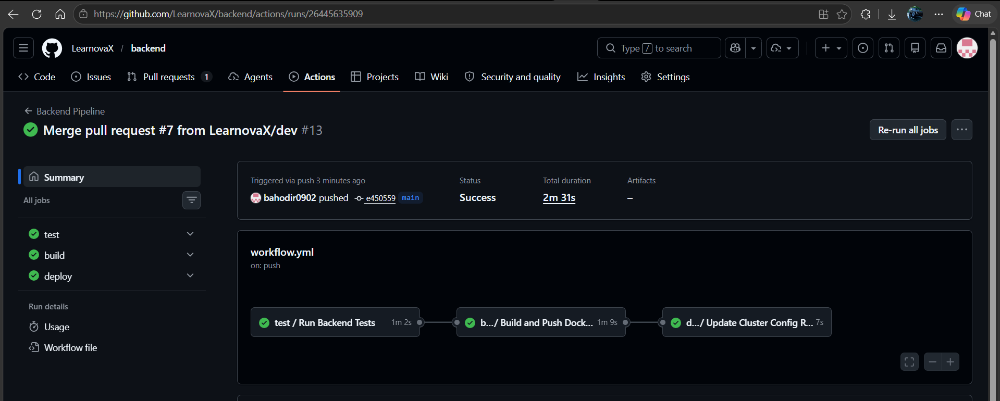 https://github.com/LearnovaX/backend/actions/runs/26445635909
Chat
LearnovaX / backend
Type / to search
Code
Issues
Pull requests 1
Agents
Actions
Projects
Wiki
Security and quality
Insights
Settings
Backend Pipeline
Merge pull request #7 from LearnovaX/dev #13
Re-run all jobs
Summary
All jobs
test
build
deploy
Run details
Usage
Workflow file
Triggered via push 3 minutes ago
bahodir0902 pushed e450559 main
Status
Success
Total duration
2m 31s
Artifacts
–
workflow.yml
on: push
test / Run Backend Tests 1m 2s
b.../ Build and Push Dock... 1m 9s
d.../ Update Cluster Config R... 7s